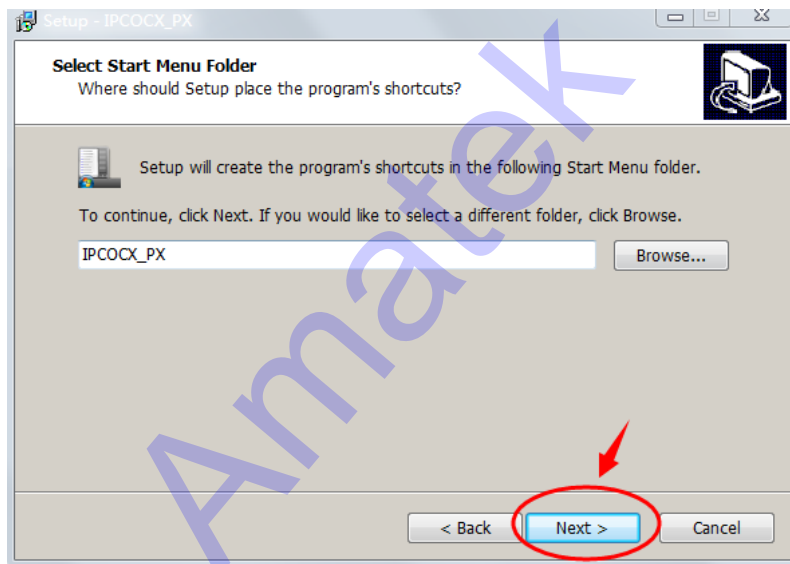 Setup - IPCOCX_PX
Select Start Menu Folder
Where should Setup place the program's shortcuts?
Setup will create the program's shortcuts in the following Start Menu folder.
To continue, click Next. If you would like to select a different folder, click Browse.
IPCOCX_PX
Browse...
Amatek
< Back
Next >
Cancel